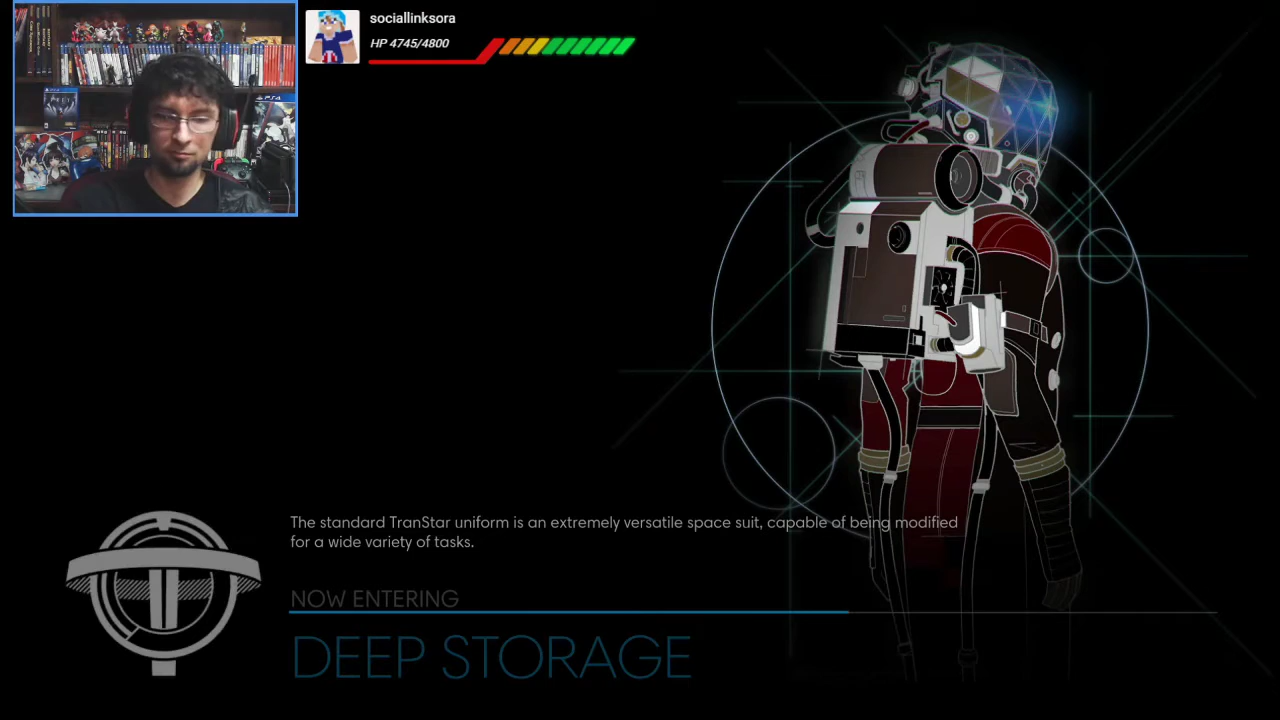 sociallinksora
HP 4745/4800
The standard TranStar uniform is an extremely versatile space suit, capable of being modified
for a wide variety of tasks.
NOW ENTERING
DEEP STORAGE